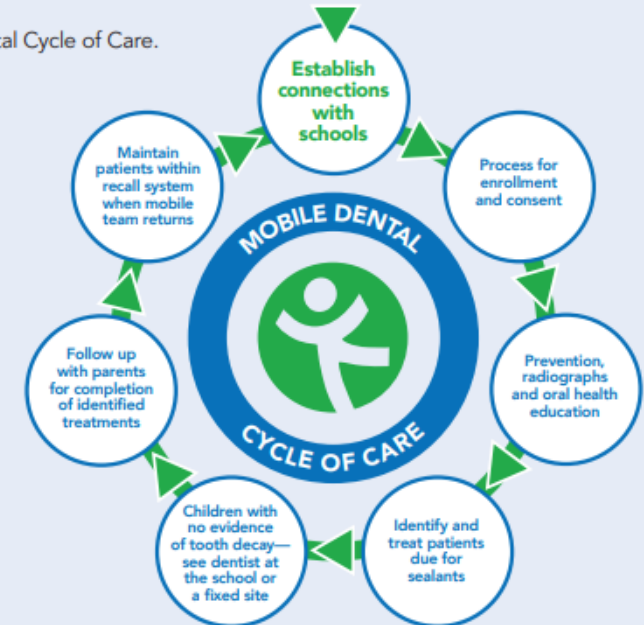 tal Cycle of Care.
Establish
connections
with
schools
Process for
enrollment
and consent
Prevention,
radiographs
and oral health
education
Identify and
treat patients
due for
sealants
Children with
no evidence
of tooth decay—
see dentist at
the school or
a fixed site
Follow up
with parents
for completion
of identified
treatments
Maintain
patients within
recall system
when mobile
team returns
MOBILE DENTAL
CYCLE OF CARE